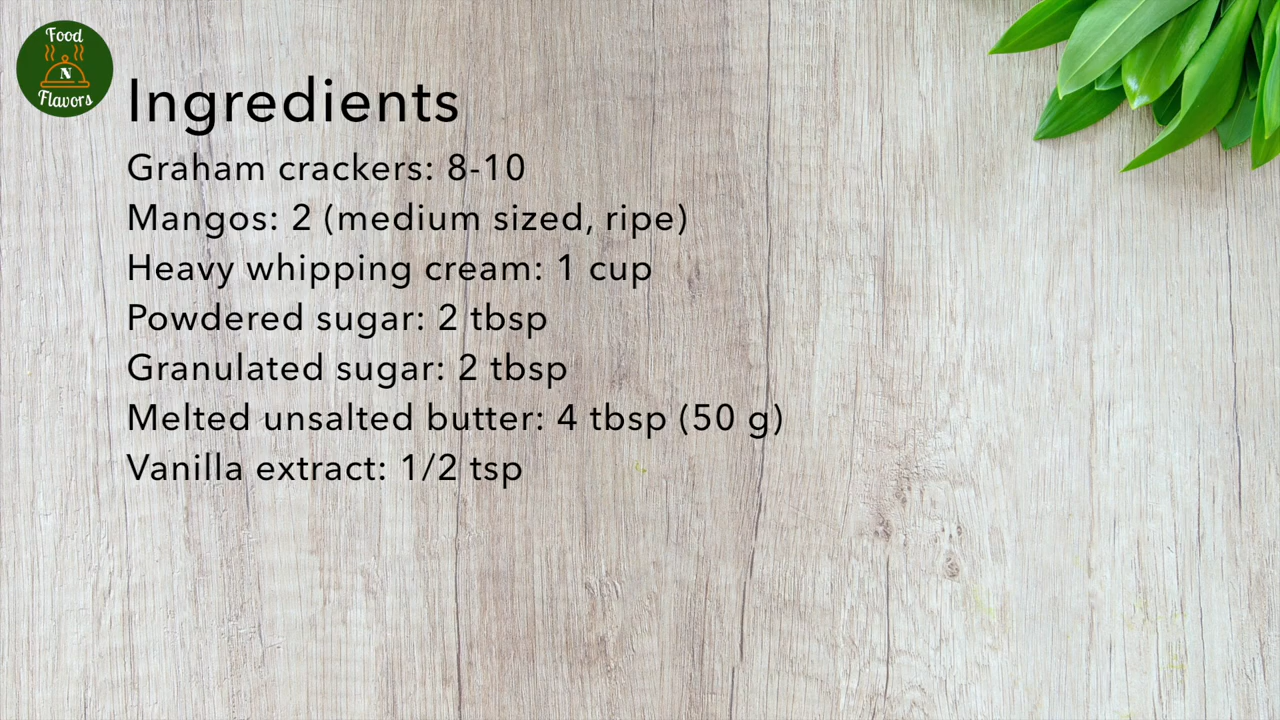 Food
N
Flavors
Ingredients
Graham crackers: 8-10
Mangos: 2 (medium sized, ripe)
Heavy whipping cream: 1 cup
Powdered sugar: 2 tbsp
Granulated sugar: 2 tbsp
Melted unsalted butter: 4 tbsp (50 g)
Vanilla extract: 1/2 tsp